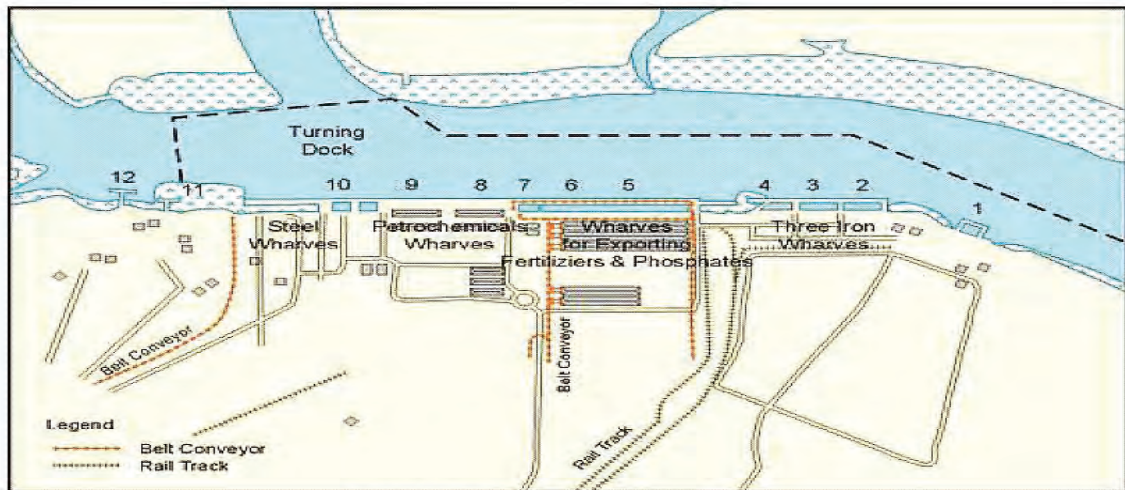 Turning
Dock
12
11
10
9
8
7
6
5
4
3
2
1
Steel
Wharves
Petrochemicals
Wharves
Wharves
for Exporting
Fertiliziers & Phosphates
Three Iron
Wharves
Belt Conveyor
Belt Conveyor
Rail Track
Legend
Belt Conveyor
Rail Track